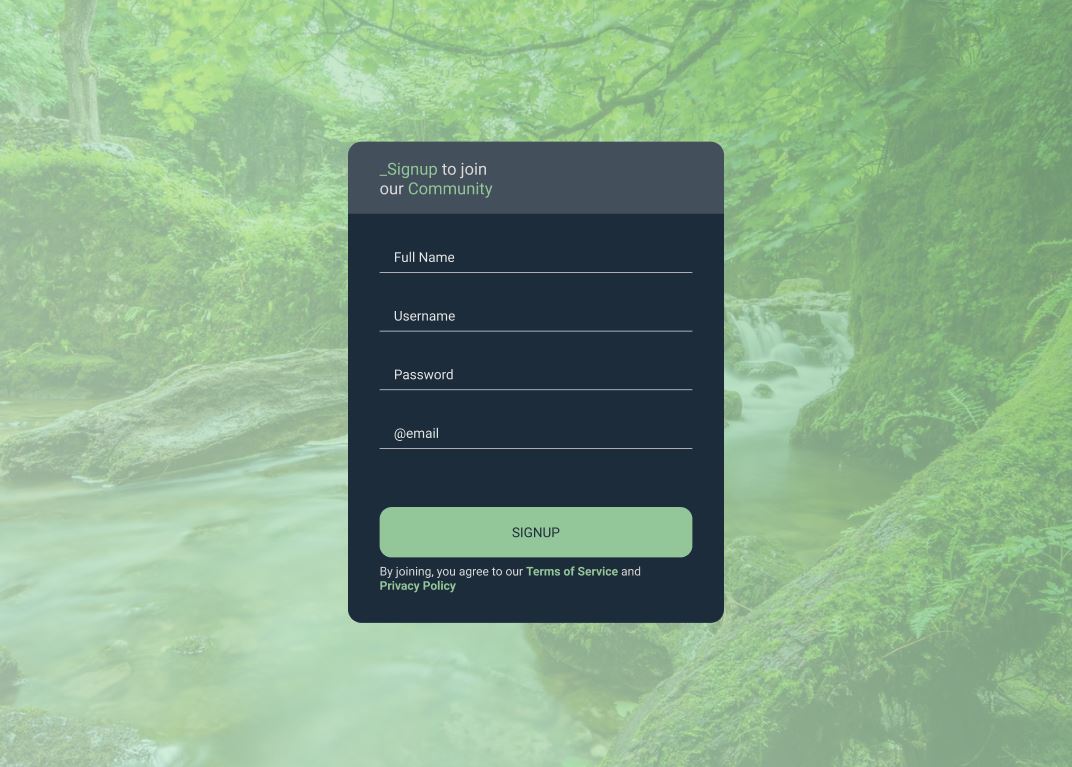 _Signup to join
our Community
Full Name
Username
Password
@email
SIGNUP
By joining, you agree to our Terms of Service and
Privacy Policy